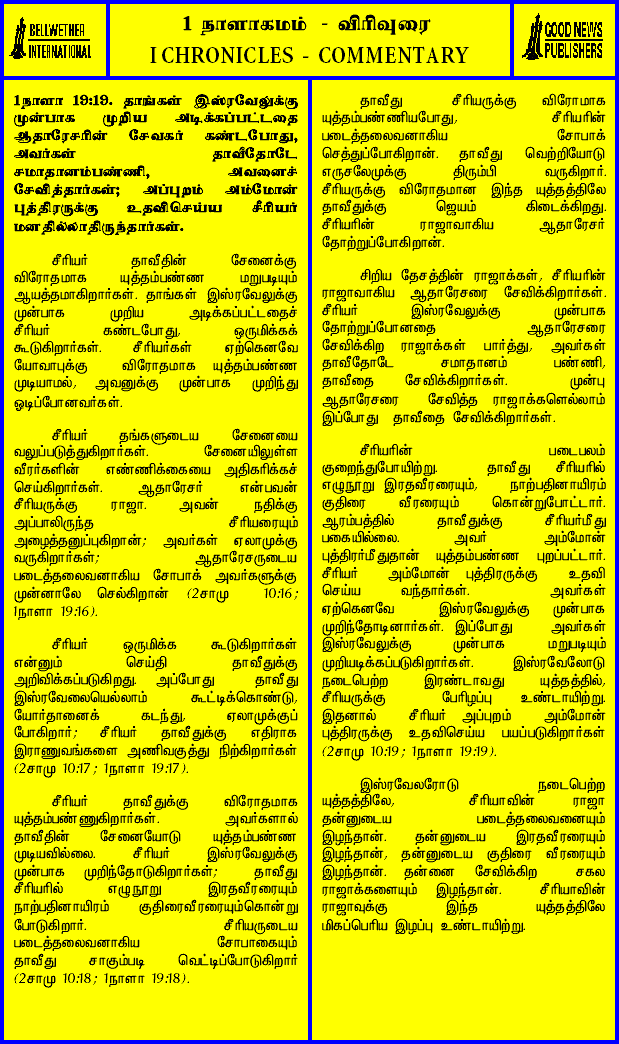 BELLWETHER
INTERNATIONAL
1 நாளாகமம் - விரிவுரை
I CHRONICLES - COMMENTARY
GOOD NEWS
PUBLISHERS
1நாளா 19:19. தாங்கள் இஸ்ரவேலுக்கு
முன்பாக முறிய அடிக்கப்பட்டதை
ஆதாரேசரின் சேவகர் கண்டபோது,
அவர்கள் தாவீதோடே
சமாதானம்பண்ணி, அவனைச்
சேவித்தார்கள்; அப்புறம் அம்மோன்
புத்திரருக்கு உதவிசெய்ய சீரியர்
மனதில்லாதிருந்தார்கள்.
சீரியர் தாவீதின் சேனைக்கு
விரோதமாக யுத்தம்பண்ண மறுபடியும்
ஆயத்தமாகிறார்கள். தாங்கள் இஸ்ரவேலுக்கு
முன்பாக முறிய அடிக்கப்பட்டதைச்
சீரியர் கண்டபோது, ஒருமிக்கக்
கூடுகிறார்கள். சீரியர்கள் ஏற்கெனவே
யோவாபுக்கு விரோதமாக யுத்தம்பண்ண
முடியாமல், அவனுக்கு முன்பாக முறிந்து
ஓடிப்போனவர்கள்.
சீரியர் தங்களுடைய சேனையை
வலுப்படுத்துகிறார்கள். சேனையிலுள்ள
வீரர்களின் எண்ணிக்கையை அதிகரிக்கச்
செய்கிறார்கள். ஆதாரேசர் என்பவன்
சீரியருக்கு ராஜா. அவன் நதிக்கு
அப்பாலிருந்த சீரியரையும்
அழைத்தனுப்புகிறான்; அவர்கள் ஏலாமுக்கு
வருகிறார்கள்; ஆதாரேசருடைய
படைத்தலைவனாகிய சோபாக் அவர்களுக்கு
முன்னாலே செல்கிறான் (2சாமு 10:16;
1நாளா 19:16).
சீரியர் ஒருமிக்க கூடுகிறார்கள்
என்னும் செய்தி தாவீதுக்கு
அறிவிக்கப்படுகிறது. அப்போது தாவீது
இஸ்ரவேலையெல்லாம் கூட்டிக்கொண்டு,
யோர்தானைக் கடந்து, ஏலாமுக்குப்
போகிறார்; சீரியர் தாவீதுக்கு எதிராக
இராணுவங்களை அணிவகுத்து நிற்கிறார்கள்
(2சாமு 10:17; 1நாளா 19:17).
சீரியர் தாவீதுக்கு விரோதமாக
யுத்தம்பண்ணுகிறார்கள். அவர்களால்
தாவீதின் சேனையோடு யுத்தம்பண்ண
முடியவில்லை. சீரியர் இஸ்ரவேலுக்கு
முன்பாக முறிந்தோடுகிறார்கள்; தாவீது
சீரியரில் எழுநூறு இரதவீரரையும்
நாற்பதினாயிரம் குதிரைவீரரையும்கொன்று
போடுகிறார். சீரியருடைய
படைத்தலைவனாகிய சோபாகையும்
தாவீது சாகும்படி வெட்டிப்போடுகிறார்
(2சாமு 10:18; 1நாளா 19:18).
தாவீது சீரியருக்கு விரோமாக
யுத்தம்பண்ணியபோது, சீரியரின்
படைத்தலைவனாகிய சோபாக்
செத்துப்போகிறான். தாவீது வெற்றியோடு
எருசலேமுக்கு திரும்பி வருகிறார்.
சீரியருக்கு விரோதமான இந்த யுத்தத்திலே
தாவீதுக்கு ஜெயம் கிடைக்கிறது.
சீரியரின் ராஜாவாகிய ஆதாரேசர்
தோற்றுப்போகிறான்.
சிறிய தேசத்தின் ராஜாக்கள், சீரியரின்
ராஜாவாகிய ஆதாரேசரை சேவிக்கிறார்கள்.
சீரியர் இஸ்ரவேலுக்கு முன்பாக
தோற்றுப்போனதை ஆதாரேசரை
சேவிக்கிற ராஜாக்கள் பார்த்து, அவர்கள்
தாவீதோடே சமாதானம் பண்ணி,
தாவீதை சேவிக்கிறார்கள். முன்பு
ஆதாரேசரை சேவித்த ராஜாக்களெல்லாம்
இப்போது தாவீதை சேவிக்கிறார்கள்.
சீரியரின் படைபலம்
குறைந்துபோயிற்று. தாவீது சீரியரில்
எழுநூறு இரதவீரரையும், நாற்பதினாயிரம்
குதிரை வீரரையும் கொன்றுபோட்டார்.
ஆரம்பத்தில் தாவீதுக்கு சீரியர்மீது
பகையில்லை. அவர் அம்மோன்
புத்திரர்மீதுதான் யுத்தம்பண்ண புறப்பட்டார்.
சீரியர் அம்மோன் புத்திரருக்கு உதவி
செய்ய வந்தார்கள். அவர்கள்
ஏற்கெனவே இஸ்ரவேலுக்கு முன்பாக
முறிந்தோடினார்கள். இப்போது அவர்கள்
இஸ்ரவேலுக்கு முன்பாக மறுபடியும்
முறியடிக்கப்படுகிறார்கள். இஸ்ரவேலோடு
நடைபெற்ற இரண்டாவது யுத்தத்தில்,
சீரியருக்கு பேரிழப்பு உண்டாயிற்று.
இதனால் சீரியர் அப்புறம் அம்மோன்
புத்திரருக்கு உதவிசெய்ய பயப்படுகிறார்கள்
(2சாமு 10:19; 1நாளா 19:19).
இஸ்ரவேலரோடு நடைபெற்ற
யுத்தத்திலே, சீரியாவின் ராஜா
தன்னுடைய படைத்தலைவனையும்
இழந்தான். தன்னுடைய இரதவீரரையும்
இழந்தான், தன்னுடைய குதிரை வீரரையும்
இழந்தான். தன்னை சேவிக்கிற சகல
ராஜாக்களையும் இழந்தான். சீரியாவின்
ராஜாவுக்கு இந்த யுத்தத்திலே
மிகப்பெரிய இழப்பு உண்டாயிற்று.